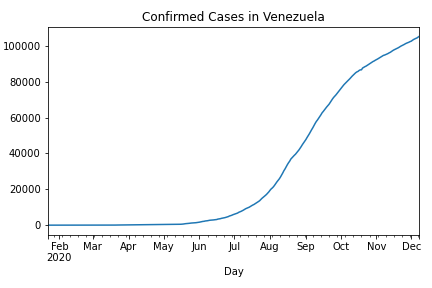 Confirmed Cases in Venezuela
100000
80000
60000
40000
20000
0
Feb Mar Apr May Jun Jul Aug Sep Oct Nov Dec
2020
Day